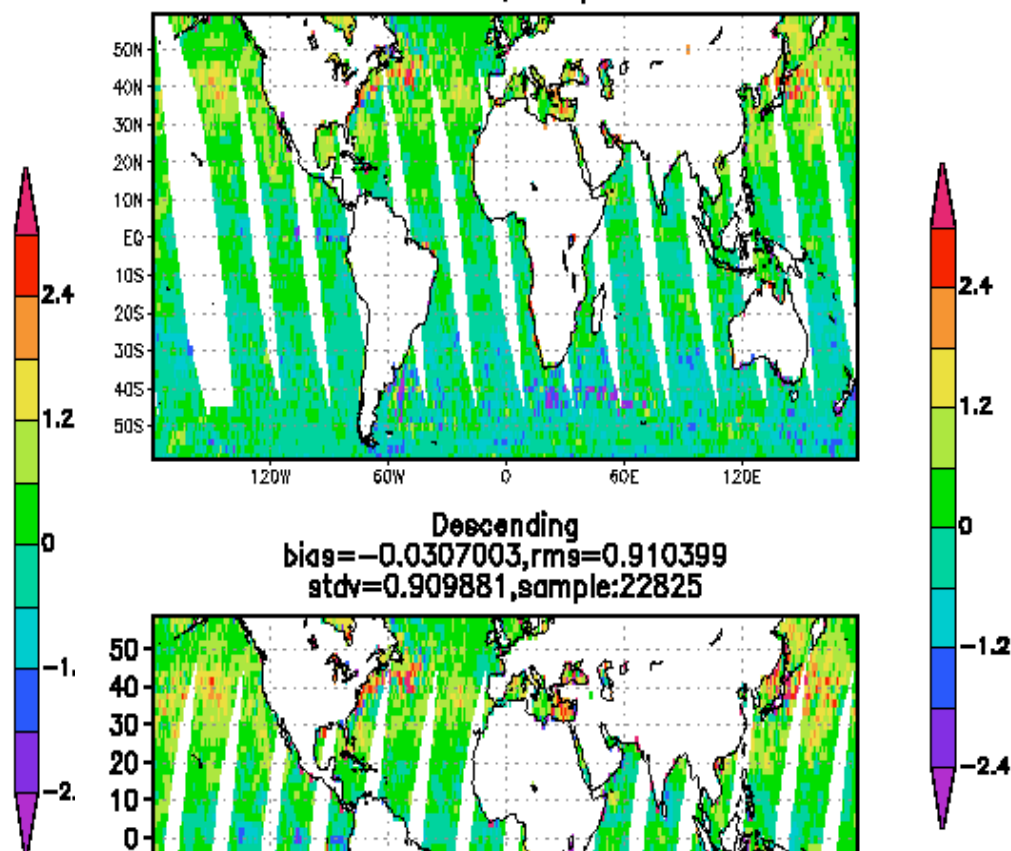 50N
40N
30N
20N
10N
EQ
10S
20S
30S
40S
50S
120W 60W 0 60E 120E
2.4
1.2
0
−1.
−2.
2.4
1.2
0
−1.2
−2.4
Descending
bias=−0.0307003,rms=0.910399
stdv=0.909881,sample:22825
50
40
30
20
10
0